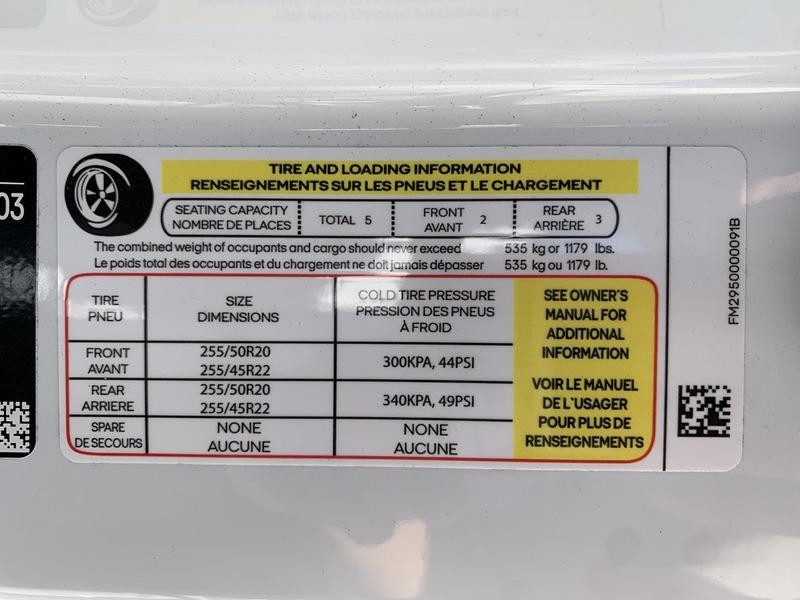 TIRE AND LOADING INFORMATION
RENSEIGNEMENTS SUR LES PNEUS ET LE CHARGEMENT
SEATING CAPACITY
NOMBRE DE PLACES
TOTAL 5
FRONT
AVANT 2
REAR
ARRIÈRE 3
The combined weight of occupants and cargo should never exceed 535 kg or 1179 lbs.
Le poids total des occupants et du chargement ne doit jamais dépasser 535 kg ou 1179 lb.
TIRE
PNEU
SIZE
DIMENSIONS
COLD TIRE PRESSURE
PRESSION DES PNEUS
À FROID
FRONT
AVANT
255/50R20
255/45R22
300KPA, 44PSI
REAR
ARRIERE
255/50R20
255/45R22
340KPA, 49PSI
SPARE
DE SECOURS
NONE
AUCUNE
NONE
AUCUNE
SEE OWNER'S
MANUAL FOR
ADDITIONAL
INFORMATION
VOIR LE MANUEL
DE L'USAGER
POUR PLUS DE
RENSEIGNEMENTS
FM2950000091B
03